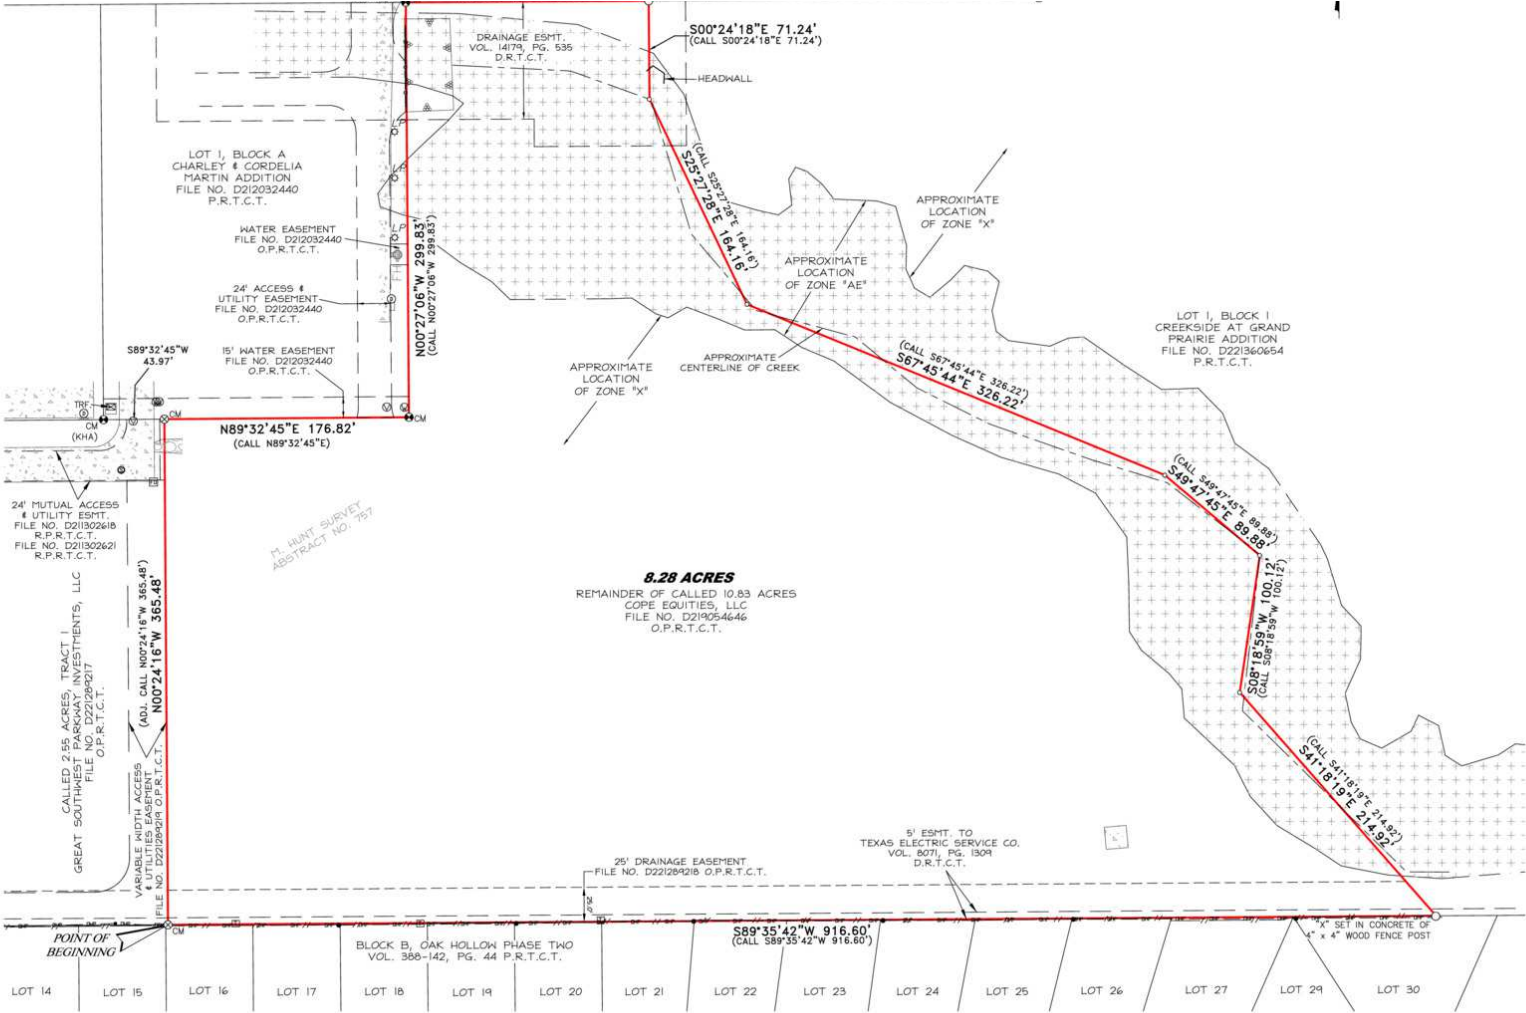 DRAINAGE ESMT.
VOL. 14179, PG. 535
D.R.T.C.T.
S00°24'18"E 71.24'
(CALL S00°24'18"E 71.24')
HEADWALL
LOT 1, BLOCK A
CHARLEY & CORDELIA
MARTIN ADDITION
FILE NO. D212032440
P.R.T.C.T.
LP
LP
LP
FH
WATER EASEMENT
FILE NO. D212032440
O.P.R.T.C.T.
24' ACCESS &
UTILITY EASEMENT
FILE NO. D212032440
O.P.R.T.C.T.
15' WATER EASEMENT
FILE NO. D212032440
O.P.R.T.C.T.
S89°32'45"W
43.97'
N00°27'06"W 299.83'
(CALL N00°27'06"W 299.83')
(CALL S25°27'28"E 164.16')
S25°27'28"E 164.16'
APPROXIMATE
LOCATION
OF ZONE "X"
APPROXIMATE
LOCATION
OF ZONE "AE"
LOT 1, BLOCK 1
CREEKSIDE AT GRAND
PRAIRIE ADDITION
FILE NO. D221360654
P.R.T.C.T.
APPROXIMATE
LOCATION
OF ZONE "X"
APPROXIMATE
CENTERLINE OF CREEK
(CALL S67°45'44"E 326.22')
S67°45'44"E 326.22'
TRF
CM
(KHA)
CM
CM
N89°32'45"E 176.82'
(CALL N89°32'45"E)
(CALL S49°47'45"E 89.88')
S49°47'45"E 89.88'
24' MUTUAL ACCESS
& UTILITY ESMT.
FILE NO. D211302618
R.P.R.T.C.T.
FILE NO. D211302621
R.P.R.T.C.T.
M. HUNT SURVEY
ABSTRACT NO. 757
8.28 ACRES
REMAINDER OF CALLED 10.83 ACRES
COPE EQUITIES, LLC
FILE NO. D219054646
O.P.R.T.C.T.
S08°18'59"W 100.12'
(CALL S08°18'59"W 100.12')
CALLED 2.55 ACRES, TRACT 1
GREAT SOUTHWEST PARKWAY INVESTMENTS, LLC
FILE NO. D221289217
O.P.R.T.C.T.
(ADJ. CALL N00°24'16"W 365.48')
N00°24'16"W 365.48'
VARIABLE WIDTH ACCESS
& UTILITIES EASEMENT
FILE NO. D221289219 O.P.R.T.C.T.
(CALL S41°18'19"E 214.92')
S41°18'19"E 214.92'
5' ESMT. TO
TEXAS ELECTRIC SERVICE CO.
VOL. 8071, PG. 1309
D.R.T.C.T.
25' DRAINAGE EASEMENT
FILE NO. D221289218 O.P.R.T.C.T.
25.0'
CM
POINT OF
BEGINNING
BLOCK B, OAK HOLLOW PHASE TWO
VOL. 388-142, PG. 44 P.R.T.C.T.
S89°35'42"W 916.60'
(CALL S89°35'42"W 916.60')
"X" SET IN CONCRETE OF
4" x 4" WOOD FENCE POST
LOT 14
LOT 15
LOT 16
LOT 17
LOT 18
LOT 19
LOT 20
LOT 21
LOT 22
LOT 23
LOT 24
LOT 25
LOT 26
LOT 27
LOT 29
LOT 30